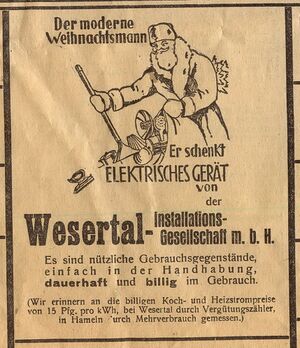 Der moderne
Weihnachtsmann
Er schenkt
ELEKTRISCHES GERÄT
von
der
Wesertal- Installations-
Gesellschaft m. b. H.
Es sind nützliche Gebrauchsgegenstände,
einfach in der Handhabung,
dauerhaft und billig im Gebrauch.
(Wir erinnern an die billigen Koch- und Heizstrompreise
von 15 Pfg. pro kWh, bei Wesertal durch Vergütungszähler,
in Hameln durch Mehrverbrauch gemessen.)